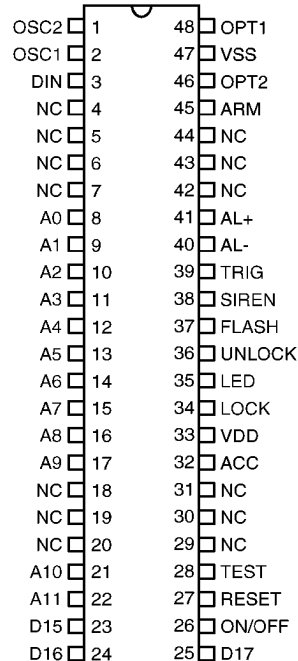 OSC2 1 48 OPT1
OSC1 2 47 VSS
DIN 3 46 OPT2
NC 4 45 ARM
NC 5 44 NC
NC 6 43 NC
NC 7 42 NC
A0 8 41 AL+
A1 9 40 AL-
A2 10 39 TRIG
A3 11 38 SIREN
A4 12 37 FLASH
A5 13 36 UNLOCK
A6 14 35 LED
A7 15 34 LOCK
A8 16 33 VDD
A9 17 32 ACC
NC 18 31 NC
NC 19 30 NC
NC 20 29 NC
A10 21 28 TEST
A11 22 27 RESET
D15 23 26 ON/OFF
D16 24 25 D17